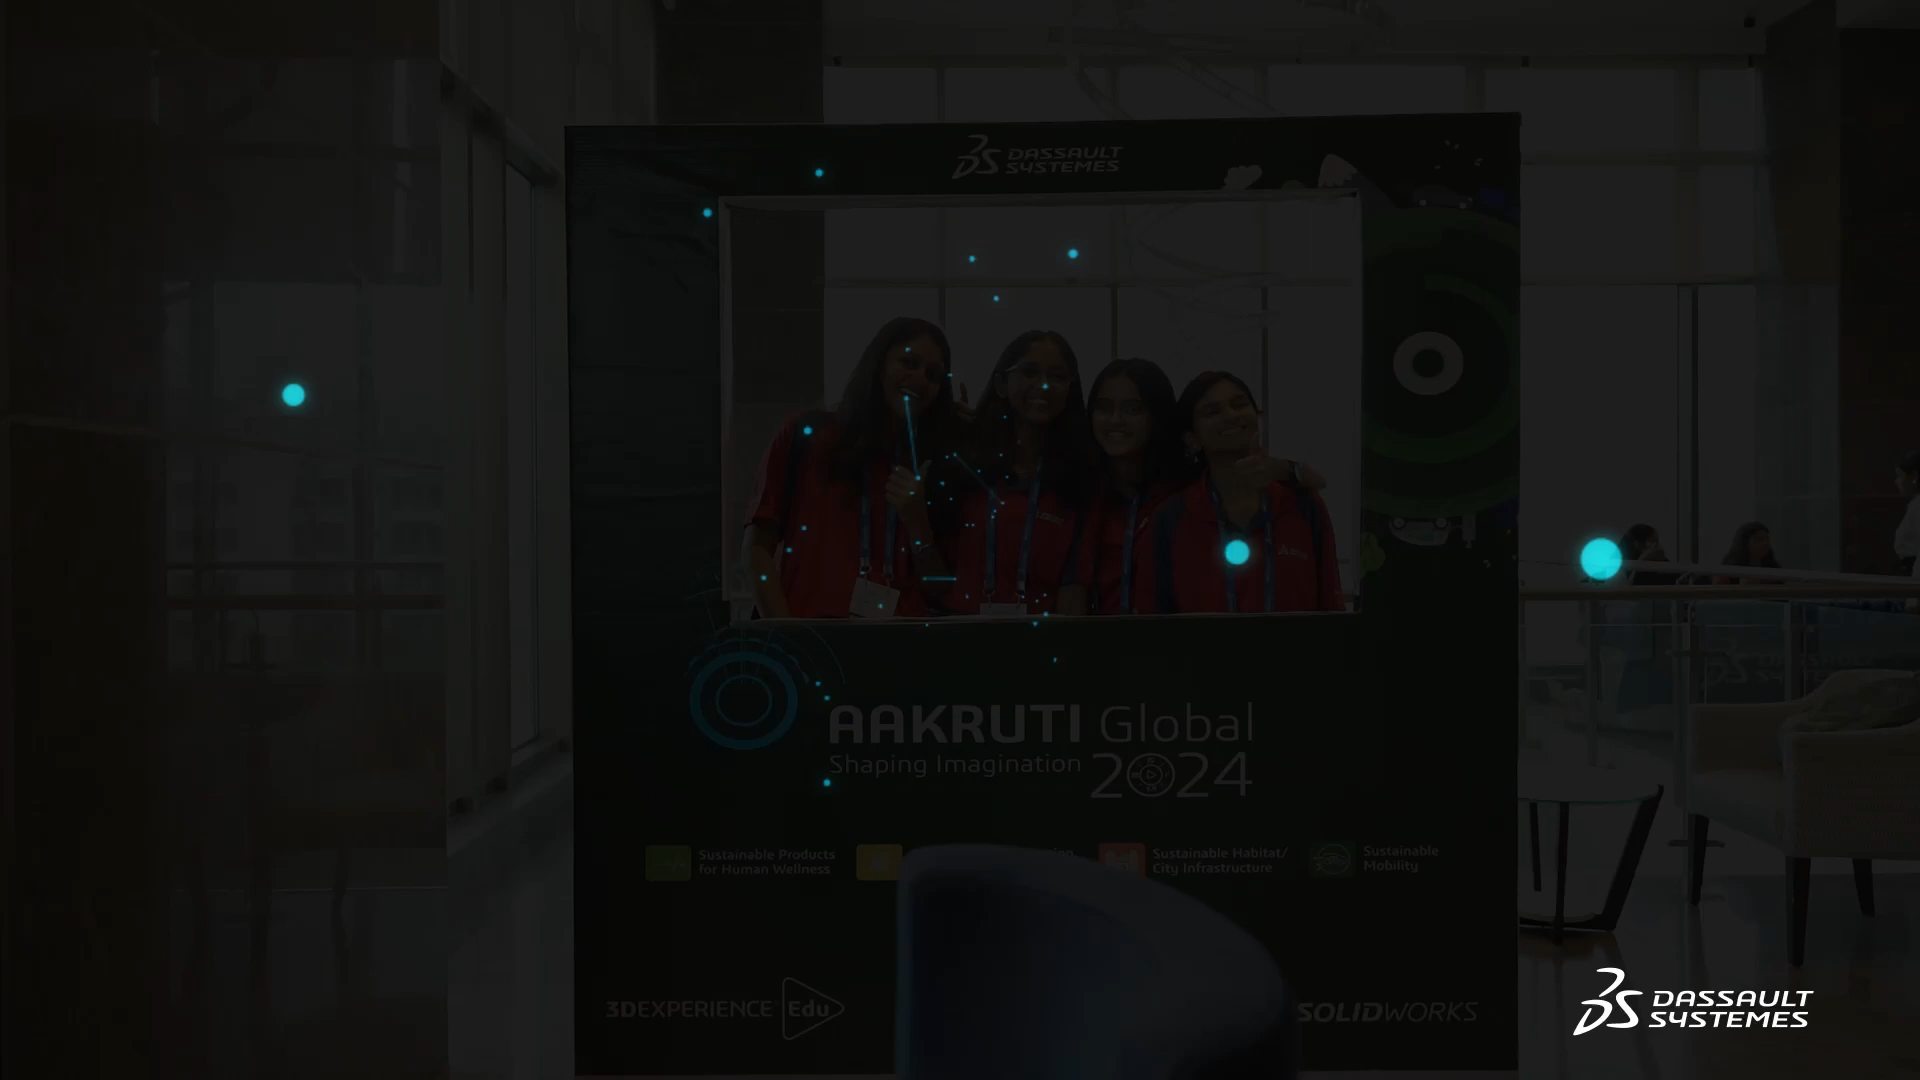 DASSAULT
SYSTEMES
AAKRUTI Global
Shaping Imagination 2024
Sustainable Products
for Human Wellness
Sustainable Habitat/
City Infrastructure
Sustainable
Mobility
3DEXPERIENCE Edu
SOLIDWORKS
DASSAULT
SYSTEMES